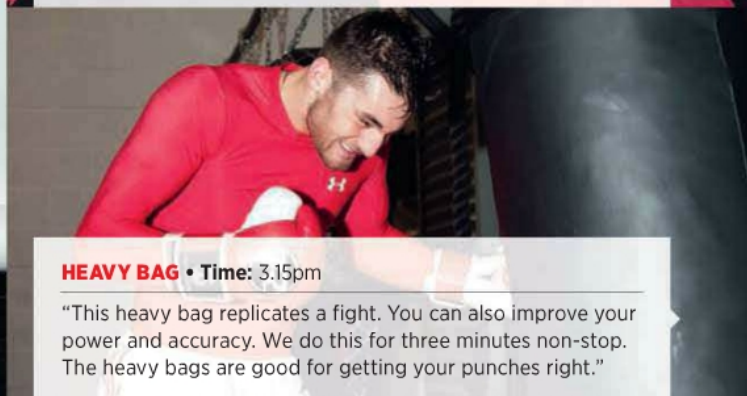 HEAVY BAG • Time: 3.15pm
“This heavy bag replicates a fight. You can also improve your
power and accuracy. We do this for three minutes non-stop.
The heavy bags are good for getting your punches right.”